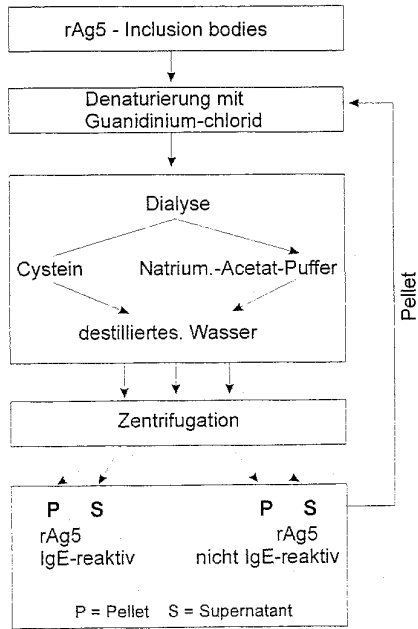 rAg5 - Inclusion bodies
Denaturierung mit
Guanidinium-chlorid
Dialyse
Cystein Natrium.-Acetat-Puffer
destilliertes. Wasser
Zentrifugation
P S P S
rAg5 rAg5
IgE-reaktiv nicht IgE-reaktiv
P = Pellet S = Supernatant
Pellet